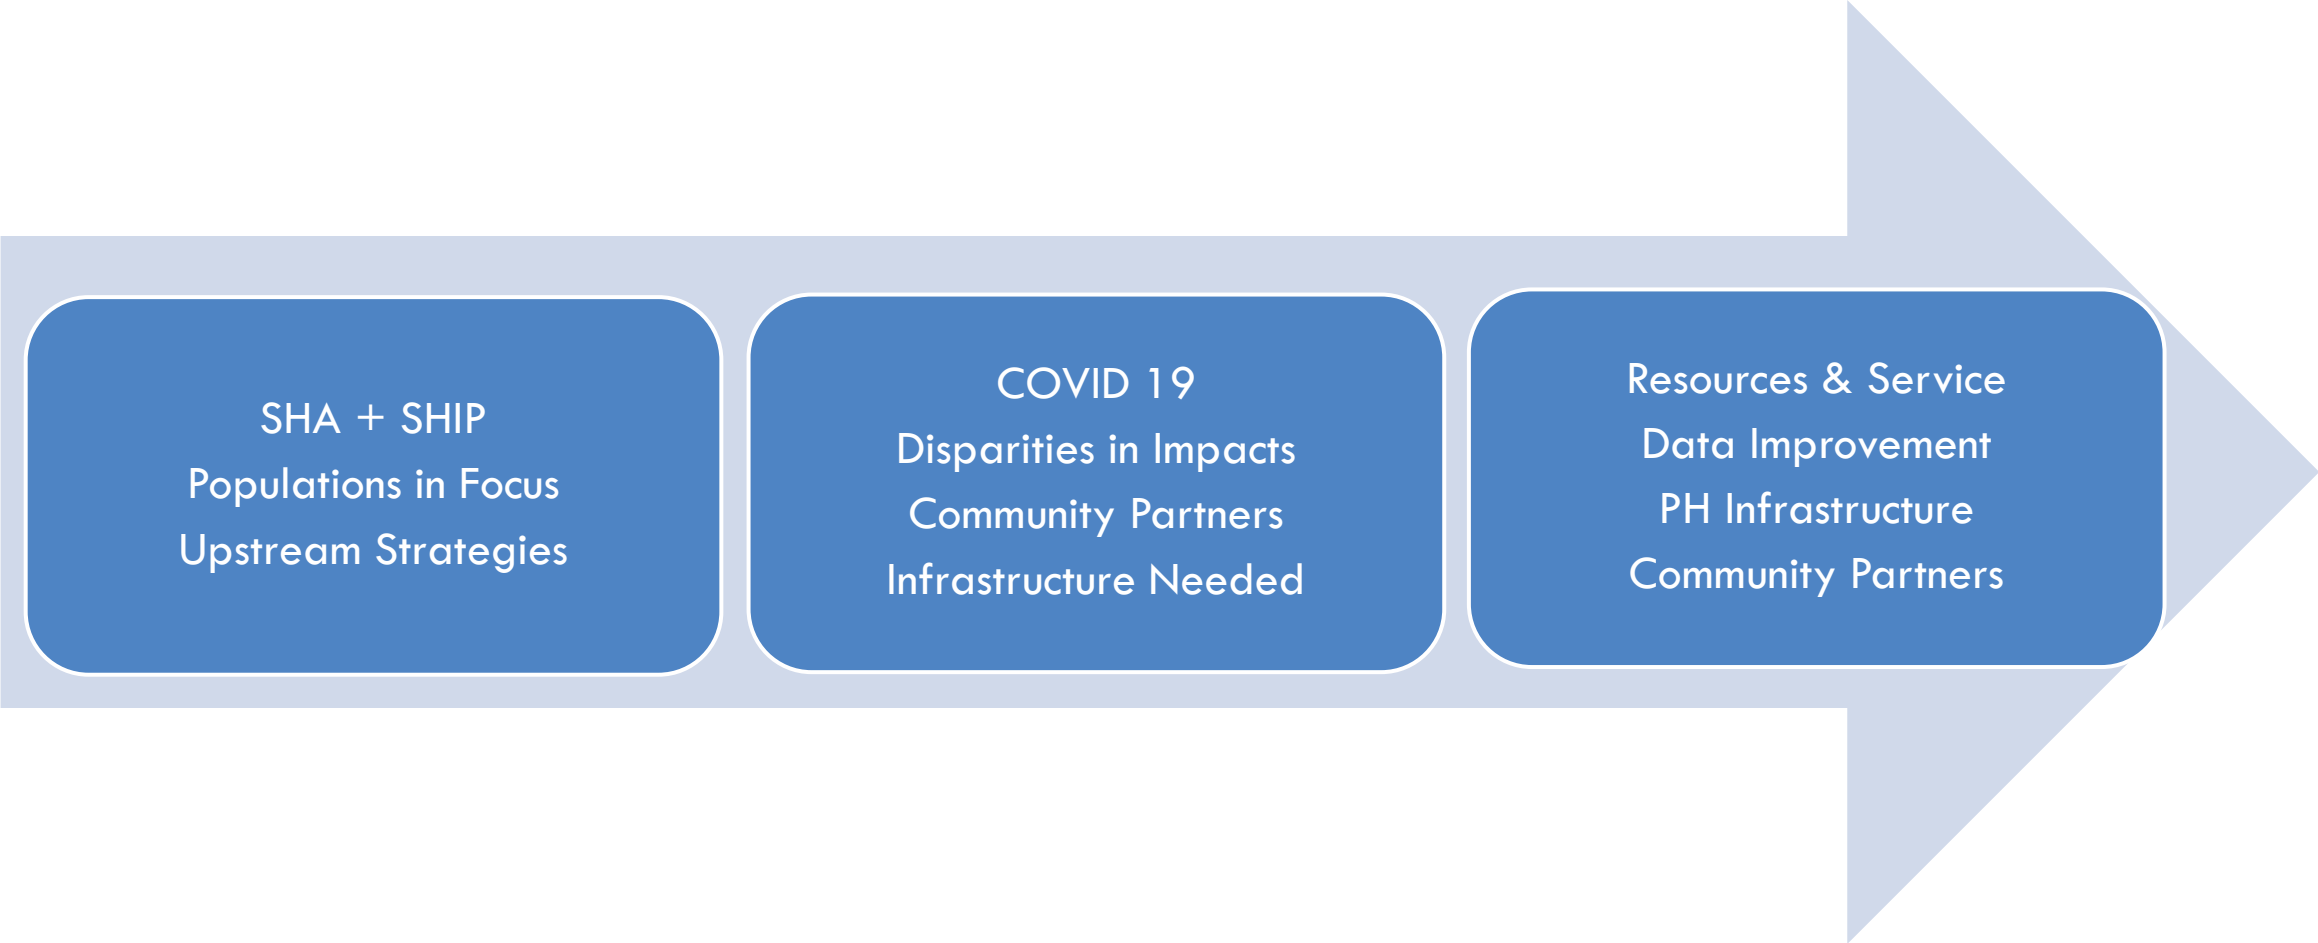 SHA + SHIP
Populations in Focus
Upstream Strategies
COVID 19
Disparities in Impacts
Community Partners
Infrastructure Needed
Resources & Service
Data Improvement
PH Infrastructure
Community Partners